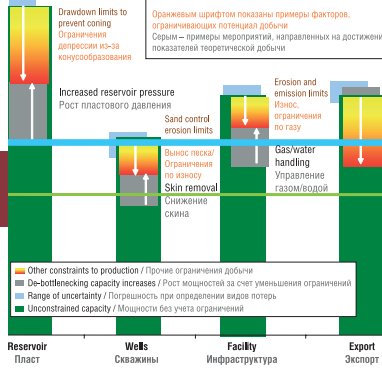 Drawdown limits to
prevent coning
Ограничения
депрессии из-за
конусообразования
Оранжевым шрифтом показаны примеры факторов,
ограничивающих потенциал добычи
Серым – примеры мероприятий, направленных на достижени
показателей теоретической добычи
Increased reservoir pressure
Рост пластового давления
Sand control
erosion limits
Вынос песка/
Ограничения
по износу
Skin removal
Снижение
скина
Erosion and
emission limits
Износ,
ограничения
по газу
Gas/water
handling
Управление
газом/водой
Other constraints to production / Прочие ограничения добычи
De-bottlenecking capacity increases / Рост мощностей за счет уменьшения ограничений
Range of uncertainty / Погрешность при определении видов потерь
Unconstrained capacity / Мощности без учета ограничений
Reservoir
Пласт
Wells
Скважины
Facility
Инфраструктура
Export
Экспорт